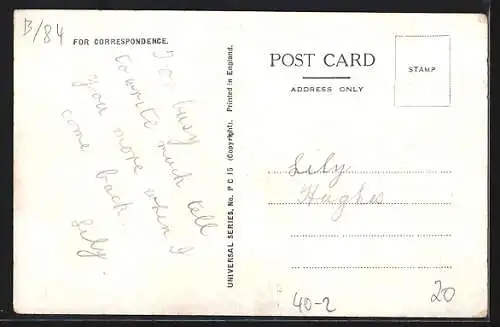 B/84
FOR CORRESPONDENCE.
Too busy
to write much tell
you more when I
come back.
Lily.
UNIVERSAL SERIES, No. P C 15 (Copyright). Printed in England.
POST CARD
ADDRESS ONLY
STAMP
Lily
Hughes
40-2
20